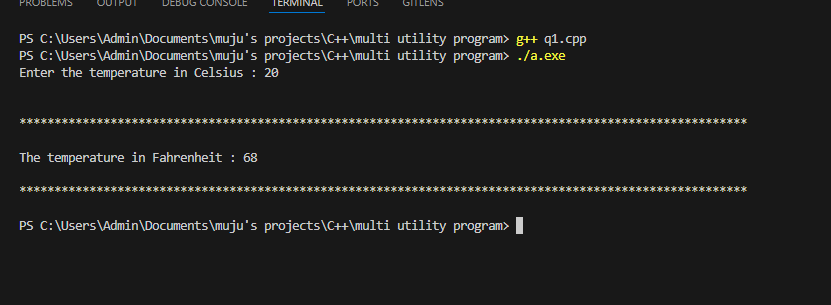 PROBLEMS OUTPUT DEBUG CONSOLE TERMINAL PORTS GITLENS
PS C:\Users\Admin\Documents\muju's projects\C++\multi utility program> g++ q1.cpp
PS C:\Users\Admin\Documents\muju's projects\C++\multi utility program> ./a.exe
Enter the temperature in Celsius : 20
********************************************************************************************************
The temperature in Fahrenheit : 68
********************************************************************************************************
PS C:\Users\Admin\Documents\muju's projects\C++\multi utility program>